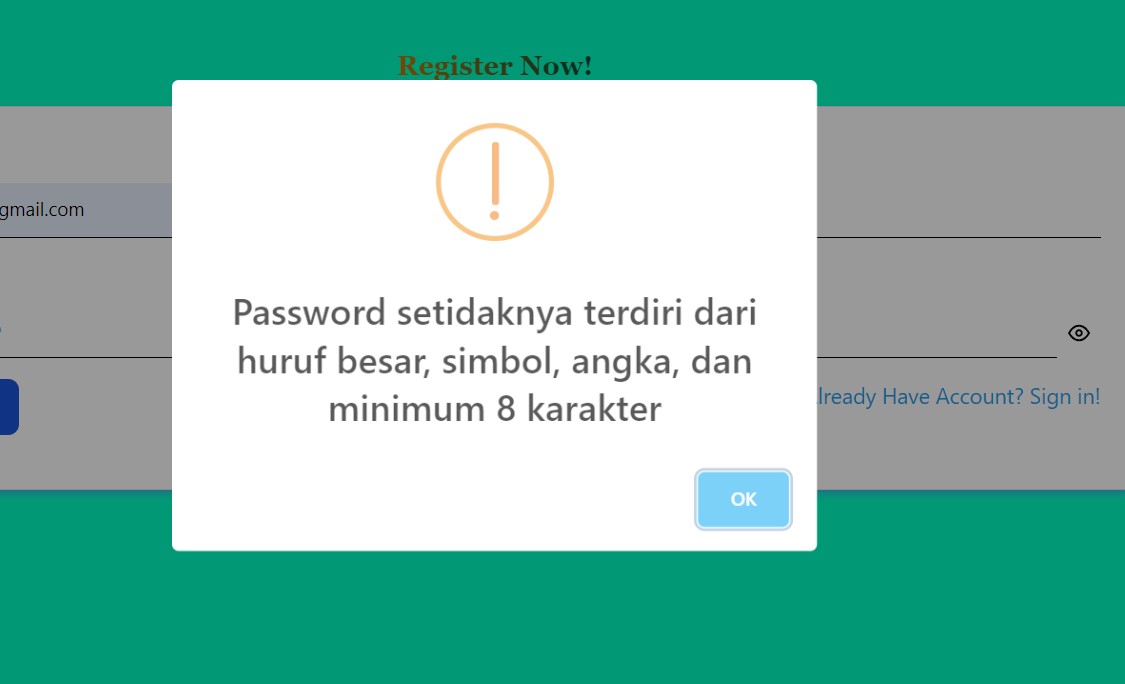 Register Now!
gmail.com
Password setidaknya terdiri dari
huruf besar, simbol, angka, dan
minimum 8 karakter
lready Have Account? Sign in!
OK